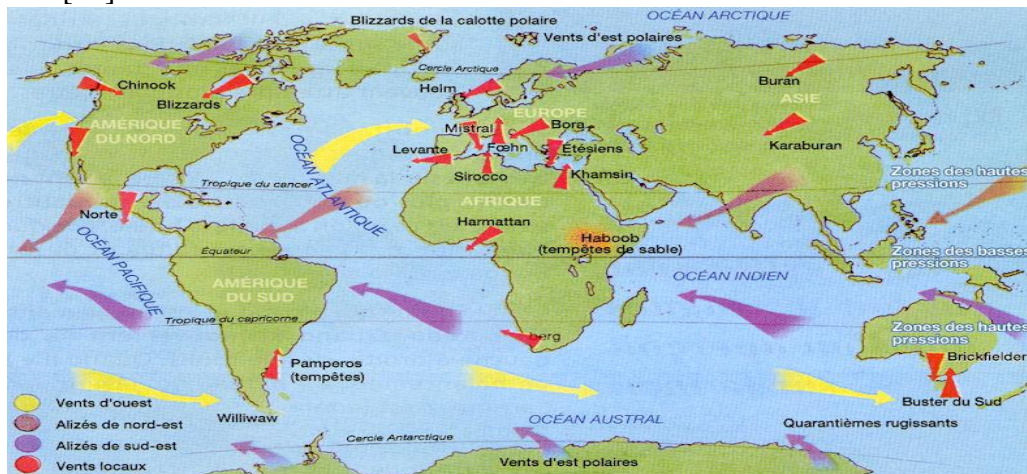 OCÉAN ARCTIQUE
Blizzards de la calotte polaire
Vents d'est polaires
Cercle Arctique
Chinook
Helm
Buran
Blizzards
EUROPE
ASIE
AMÉRIQUE
DU NORD
Mistral
Bora
Levante
Fœhn
Étésiens
Karaburan
OCÉAN ATLANTIQUE
Sirocco
Khamsin
Zones des hautes
pressions
Tropique du cancer
AFRIQUE
Norte
Harmattan
Haboob
(tempêtes de sable)
Équateur
Zones des basses
pressions
OCÉAN PACIFIQUE
OCÉAN INDIEN
AMÉRIQUE
DU SUD
Tropique du capricorne
berg
Zones des hautes
pressions
Pamperos
(tempêtes)
Brickfielder
Buster du Sud
Vents d'ouest
Williwaw
OCÉAN AUSTRAL
Quarantièmes rugissants
Alizés de nord-est
Alizés de sud-est
Cercle Antarctique
Vents locaux
Vents d'est polaires